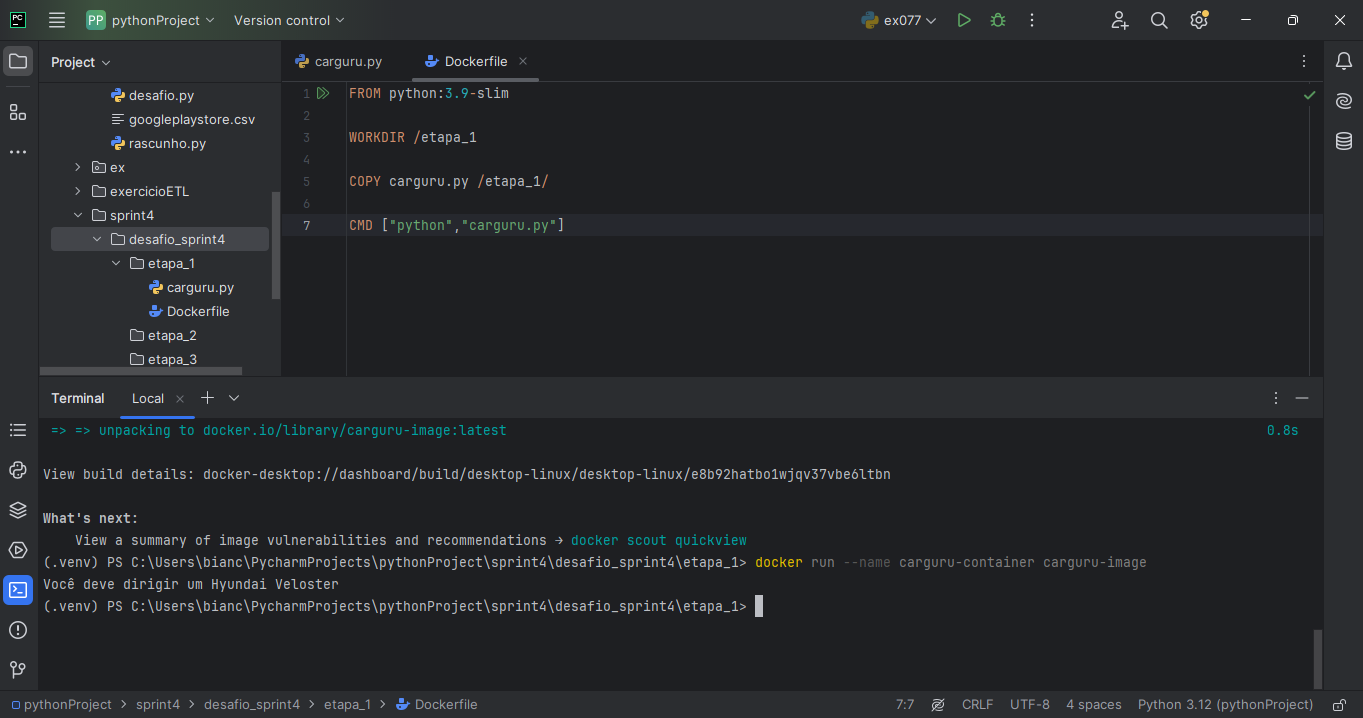 PC
PP pythonProject Version control ex077
Project
carguru.py Dockerfile
desafio.py
googleplaystore.csv
rascunho.py
ex
exercicioETL
sprint4
desafio_sprint4
etapa_1
carguru.py
Dockerfile
etapa_2
etapa_3
1 FROM python:3.9-slim
2
3 WORKDIR /etapa_1
4
5 COPY carguru.py /etapa_1/
6
7 CMD ["python","carguru.py"]
Terminal Local
=> => unpacking to docker.io/library/carguru-image:latest 0.8s
View build details: docker-desktop://dashboard/build/desktop-linux/desktop-linux/e8b92hatbo1wjqv37vbe6ltbn
What's next:
View a summary of image vulnerabilities and recommendations → docker scout quickview
(.venv) PS C:\Users\bianc\PycharmProjects\pythonProject\sprint4\desafio_sprint4\etapa_1> docker run --name carguru-container carguru-image
Você deve dirigir um Hyundai Veloster
(.venv) PS C:\Users\bianc\PycharmProjects\pythonProject\sprint4\desafio_sprint4\etapa_1>
pythonProject > sprint4 > desafio_sprint4 > etapa_1 > Dockerfile 7:7 CRLF UTF-8 4 spaces Python 3.12 (pythonProject)